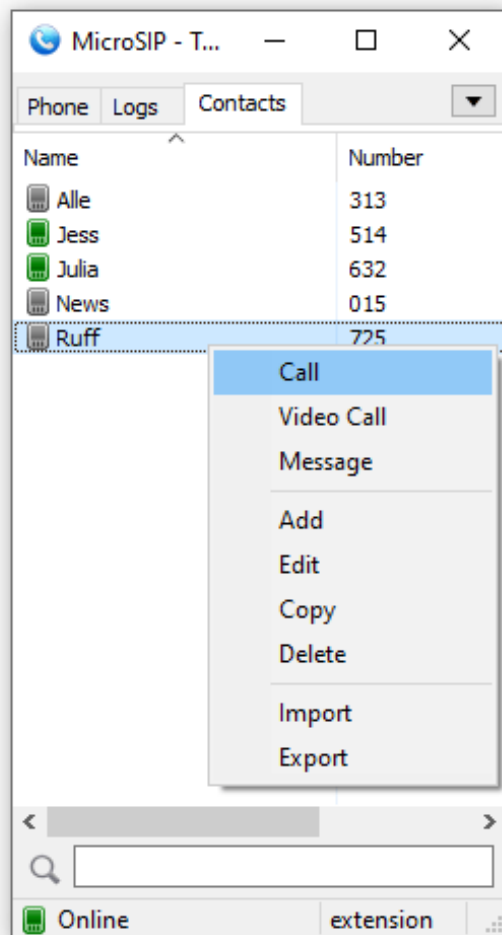 MicroSIP - T...
Phone Logs Contacts
Name Number
Alle 313
Jess 514
Julia 632
News 015
Ruff 725
Call
Video Call
Message
Add
Edit
Copy
Delete
Import
Export
Online extension